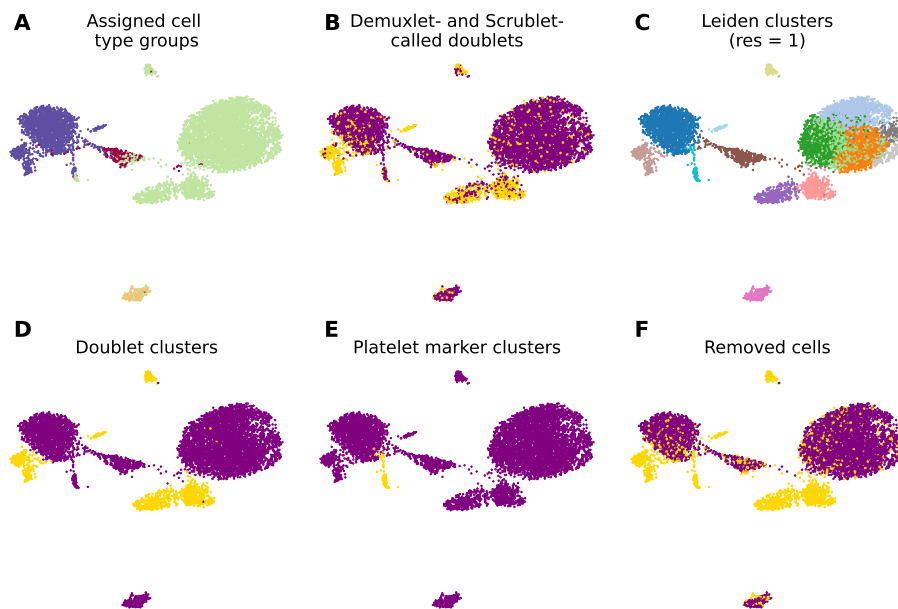 A
Assigned cell
type groups
B
Demuxlet- and Scrublet-
called doublets
C
Leiden clusters
(res = 1)
D
Doublet clusters
E
Platelet marker clusters
F
Removed cells